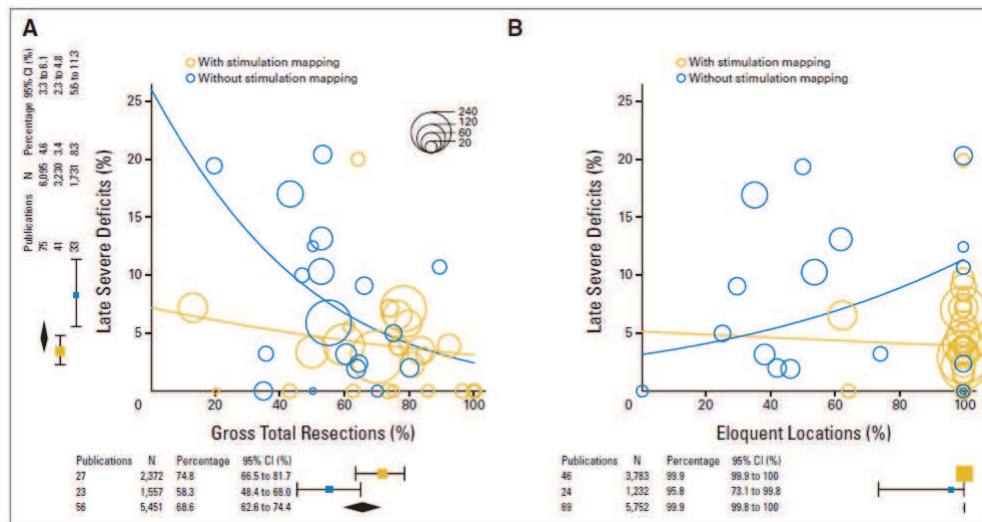 A
Publications N Percentage 95% CI (%)
75 6,095 4.6 3.3 to 6.1
41 3,230 3.4 2.3 to 4.8
33 1,731 8.3 5.6 to 11.3
With stimulation mapping
Without stimulation mapping
240
120
60
20
Late Severe Deficits (%)
25
20
15
10
5
0
0 20 40 60 80 100
Gross Total Resections (%)
Publications N Percentage 95% CI (%)
27 2,372 74.8 66.5 to 81.7
23 1,557 58.3 48.4 to 68.0
56 5,451 68.6 62.6 to 74.4
B
With stimulation mapping
Without stimulation mapping
Late Severe Deficits (%)
25
20
15
10
5
0
0 20 40 60 80 100
Eloquent Locations (%)
Publications N Percentage 95% CI (%)
46 3,783 99.9 99.9 to 100
24 1,232 95.8 73.1 to 99.8
69 5,752 99.9 99.8 to 100